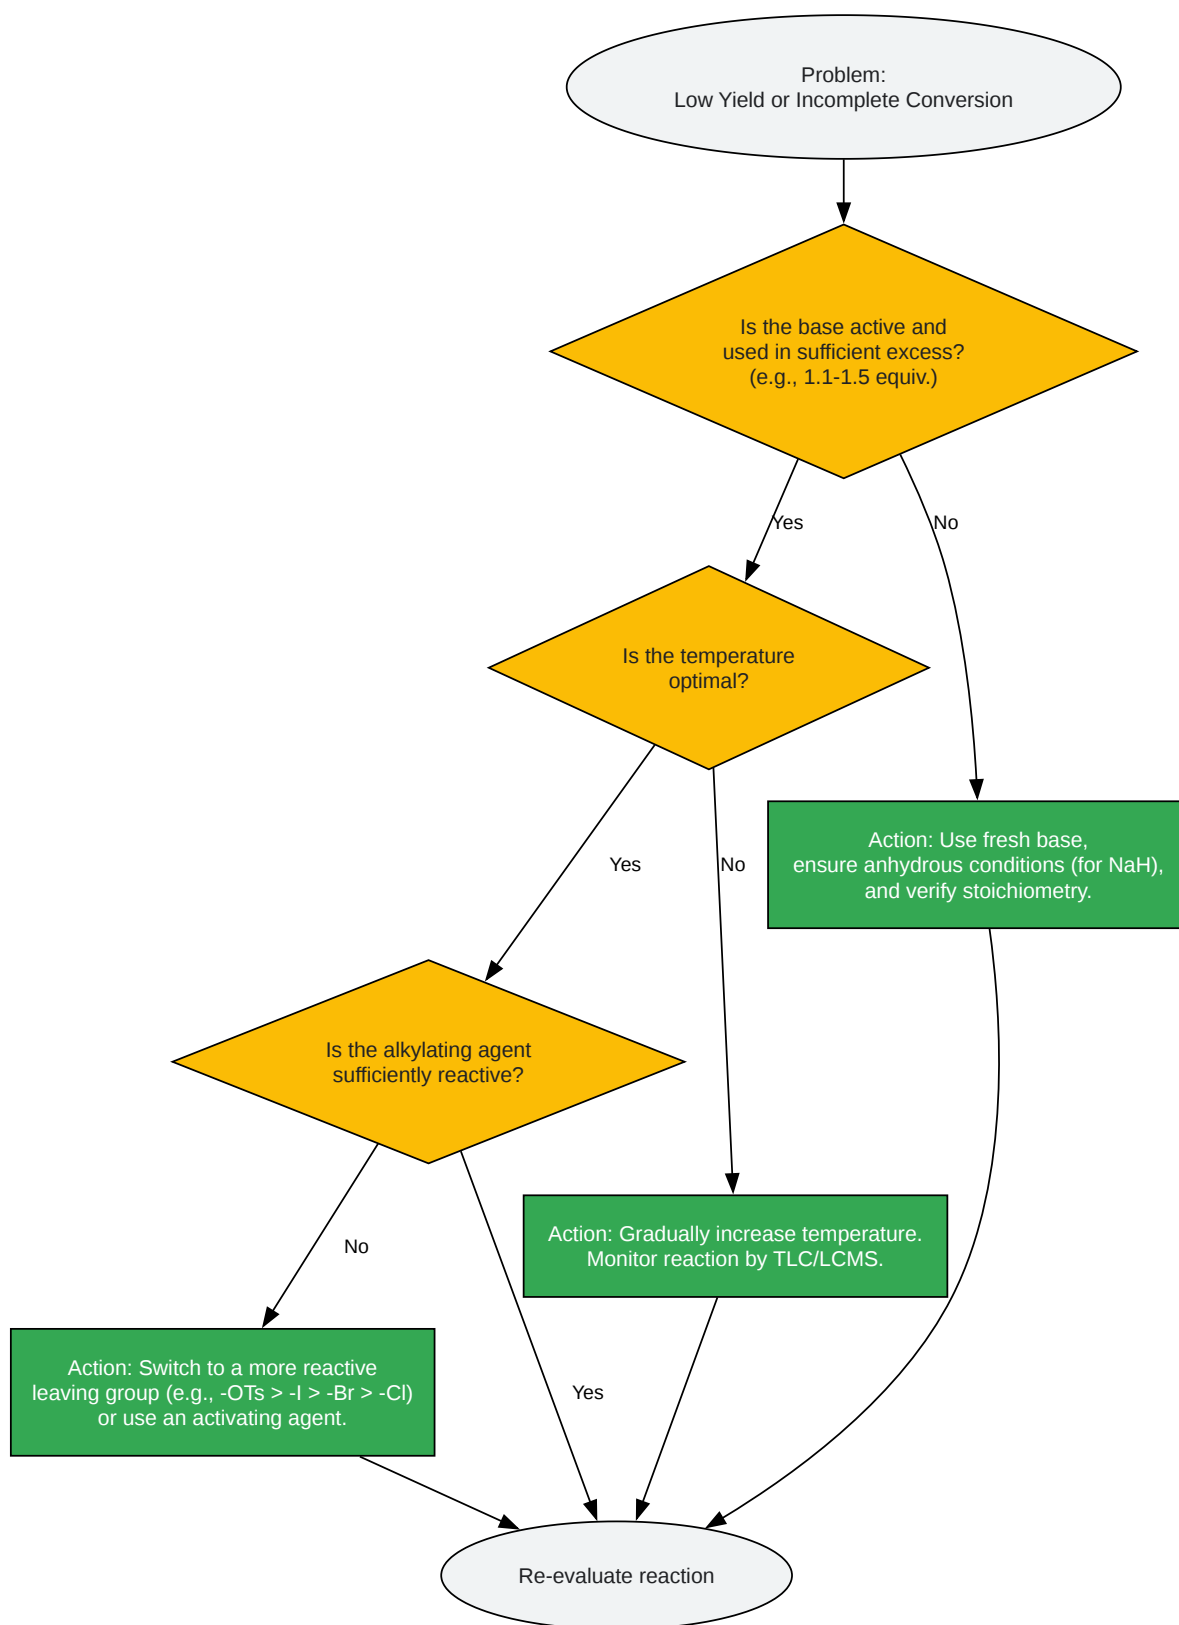 Problem:
Low Yield or Incomplete Conversion
Is the base active and
used in sufficient excess?
(e.g., 1.1-1.5 equiv.)
Yes
No
Is the temperature
optimal?
Yes
No
Action: Use fresh base,
ensure anhydrous conditions (for NaH),
and verify stoichiometry.
Is the alkylating agent
sufficiently reactive?
No
Yes
Action: Gradually increase temperature.
Monitor reaction by TLC/LCMS.
Action: Switch to a more reactive
leaving group (e.g., -OTs > -I > -Br > -Cl)
or use an activating agent.
Re-evaluate reaction